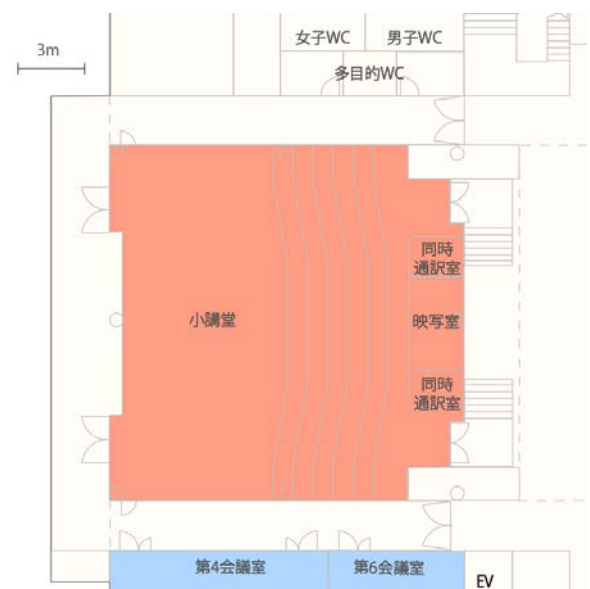 女子WC
男子WC
3m
多目的WC
同時
通訳室
小講堂
映写室
同時
通訳室
第4会議室
第6会議室
EV